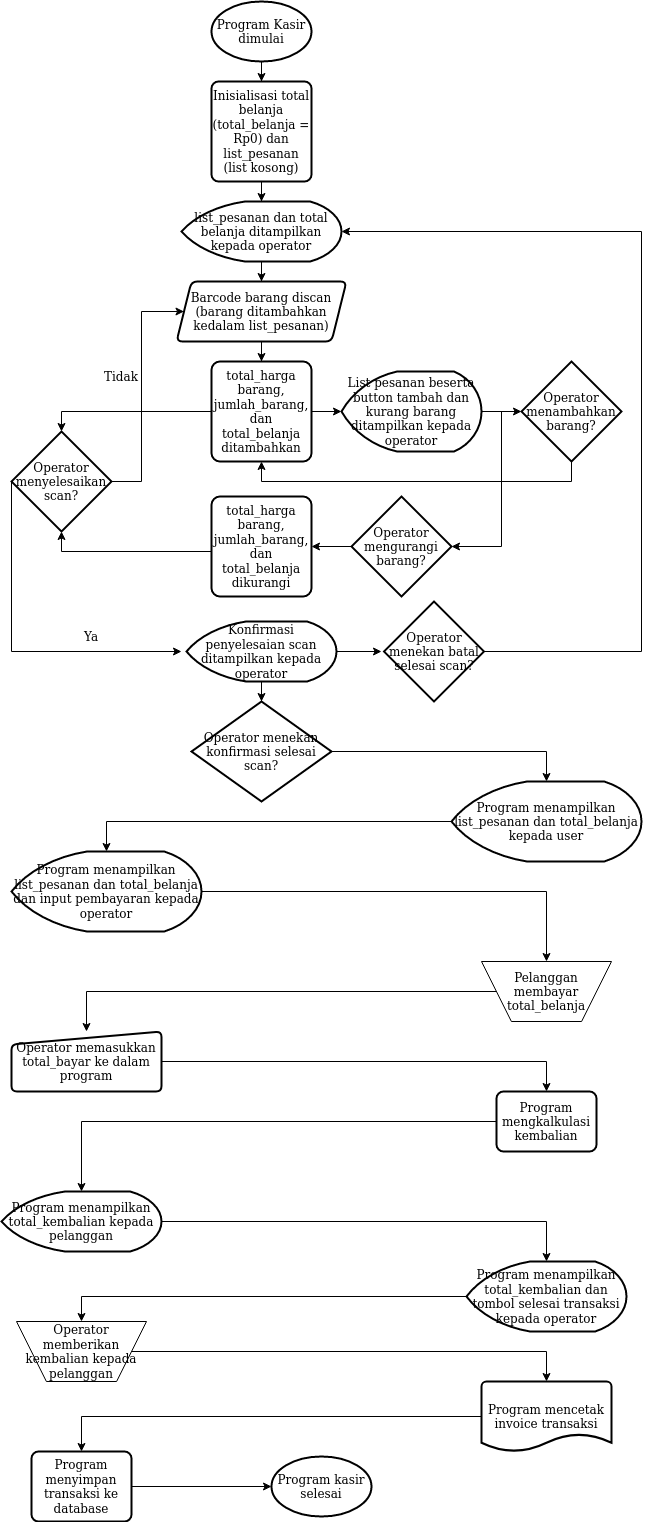 Program Kasir
dimulai
Inisialisasi total
belanja
(total_belanja =
Rp0) dan
list_pesanan
(list kosong)
list_pesanan dan total
belanja ditampilkan
kepada operator
Barcode barang discan
(barang ditambahkan
kedalam list_pesanan)
Tidak
total_harga
barang,
jumlah_barang,
dan
total_belanja
ditambahkan
List pesanan beserta
button tambah dan
kurang barang
ditampilkan kepada
operator
Operator
menambahkan
barang?
Operator
menyelesaikan
scan?
total_harga
barang,
jumlah_barang,
dan
total_belanja
dikurangi
Operator
mengurangi
barang?
Ya
Konfirmasi
penyelesaian scan
ditampilkan kepada
operator
Operator
menekan batal
selesai scan?
Operator menekan
konfirmasi selesai
scan?
Program menampilkan
list_pesanan dan total_belanja
kepada user
Program menampilkan
list_pesanan dan total_belanja
dan input pembayaran kepada
operator
Pelanggan
membayar
total_belanja
Operator memasukkan
total_bayar ke dalam
program
Program
mengkalkulasi
kembalian
Program menampilkan
total_kembalian kepada
pelanggan
Program menampilkan
total_kembalian dan
tombol selesai transaksi
kepada operator
Operator
memberikan
kembalian kepada
pelanggan
Program mencetak
invoice transaksi
Program
menyimpan
transaksi ke
database
Program kasir
selesai